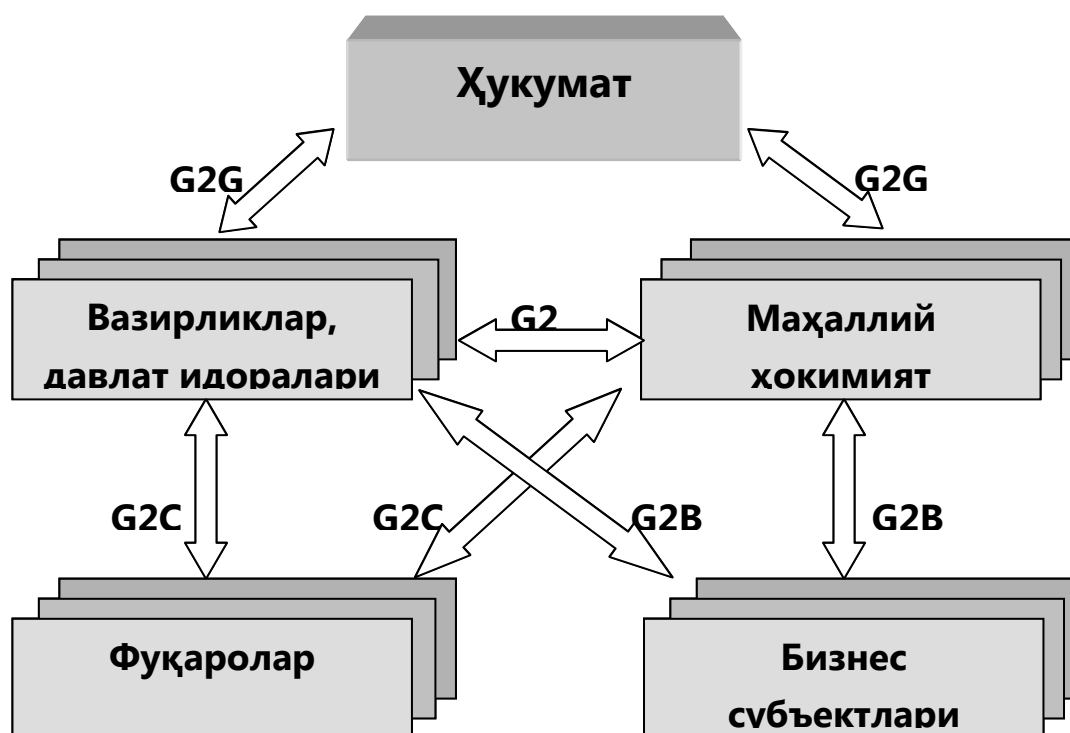 Ҳукумат
G2G
G2G
Вазирликлар,
давлат идоралари
G2
Маҳаллий
ҳокимият
G2C
G2C
G2B
G2B
Фуқаролар
Бизнес
субъектлари